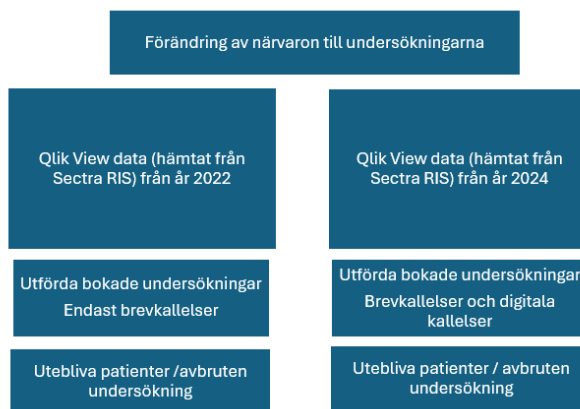 Förändring av närvaron till undersökningarna
Qlik View data (hämtat från
Sectra RIS) från år 2022
Qlik View data (hämtat från
Sectra RIS) från år 2024
Utförda bokade undersökningar
Endast brevkallelser
Utförda bokade undersökningar
Brevkallelser och digitala
kallelser
Utebliva patienter /avbruten
undersökning
Utebliva patienter / avbruten
undersökning